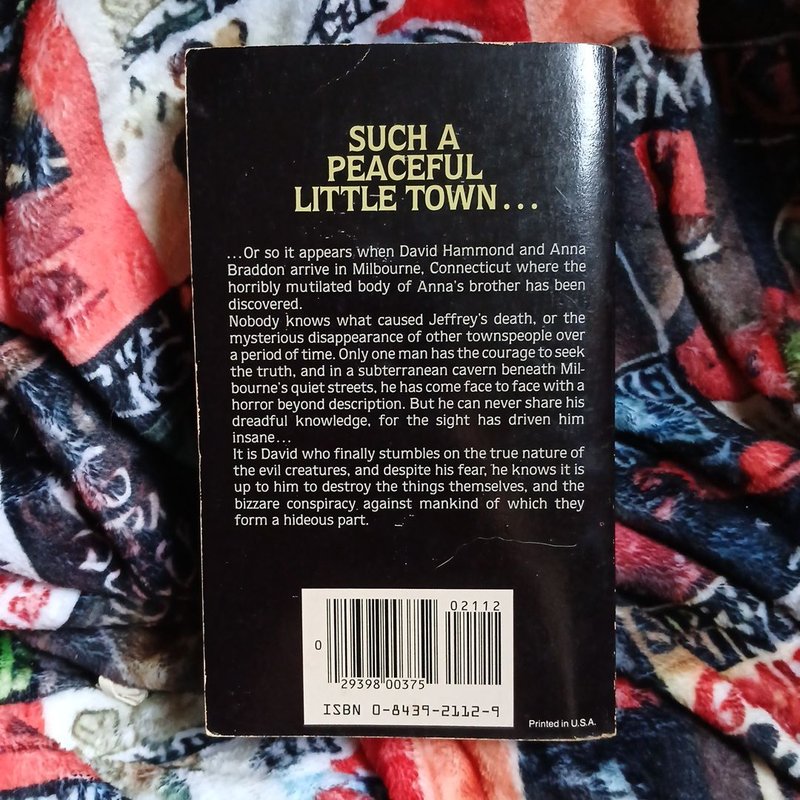 SUCH A
PEACEFUL
LITTLE TOWN...
...Or so it appears when David Hammond and Anna
Braddon arrive in Milbourne, Connecticut where the
horribly mutilated body of Anna's brother has been
discovered.
Nobody knows what caused Jeffrey's death, or the
mysterious disappearance of other townspeople over
a period of time. Only one man has the courage to seek
the truth, and in a subterranean cavern beneath Mil-
bourne's quiet streets, he has come face to face with a
horror beyond description. But he can never share his
dreadful knowledge, for the sight has driven him
insane...
It is David who finally stumbles on the true nature of
the evil creatures, and despite his fear, he knows it is
up to him to destroy the things themselves, and the
bizzare conspiracy against mankind of which they
form a hideous part.
02112
0
29398 00375
ISBN 0-8439-2112-9
Printed in U.S.A.